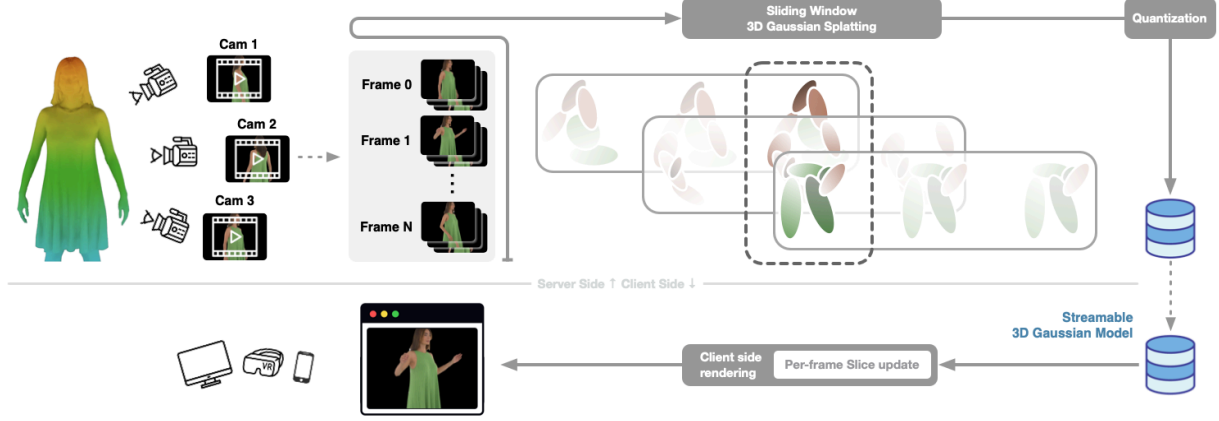 Sliding Window
3D Gaussian Splatting
Quantization
Cam 1
Cam 2
Cam 3
Frame 0
Frame 1
Frame N
Server Side ↑ Client Side ↓
Streamable
3D Gaussian Model
Client side
rendering
Per-frame Slice update
VR